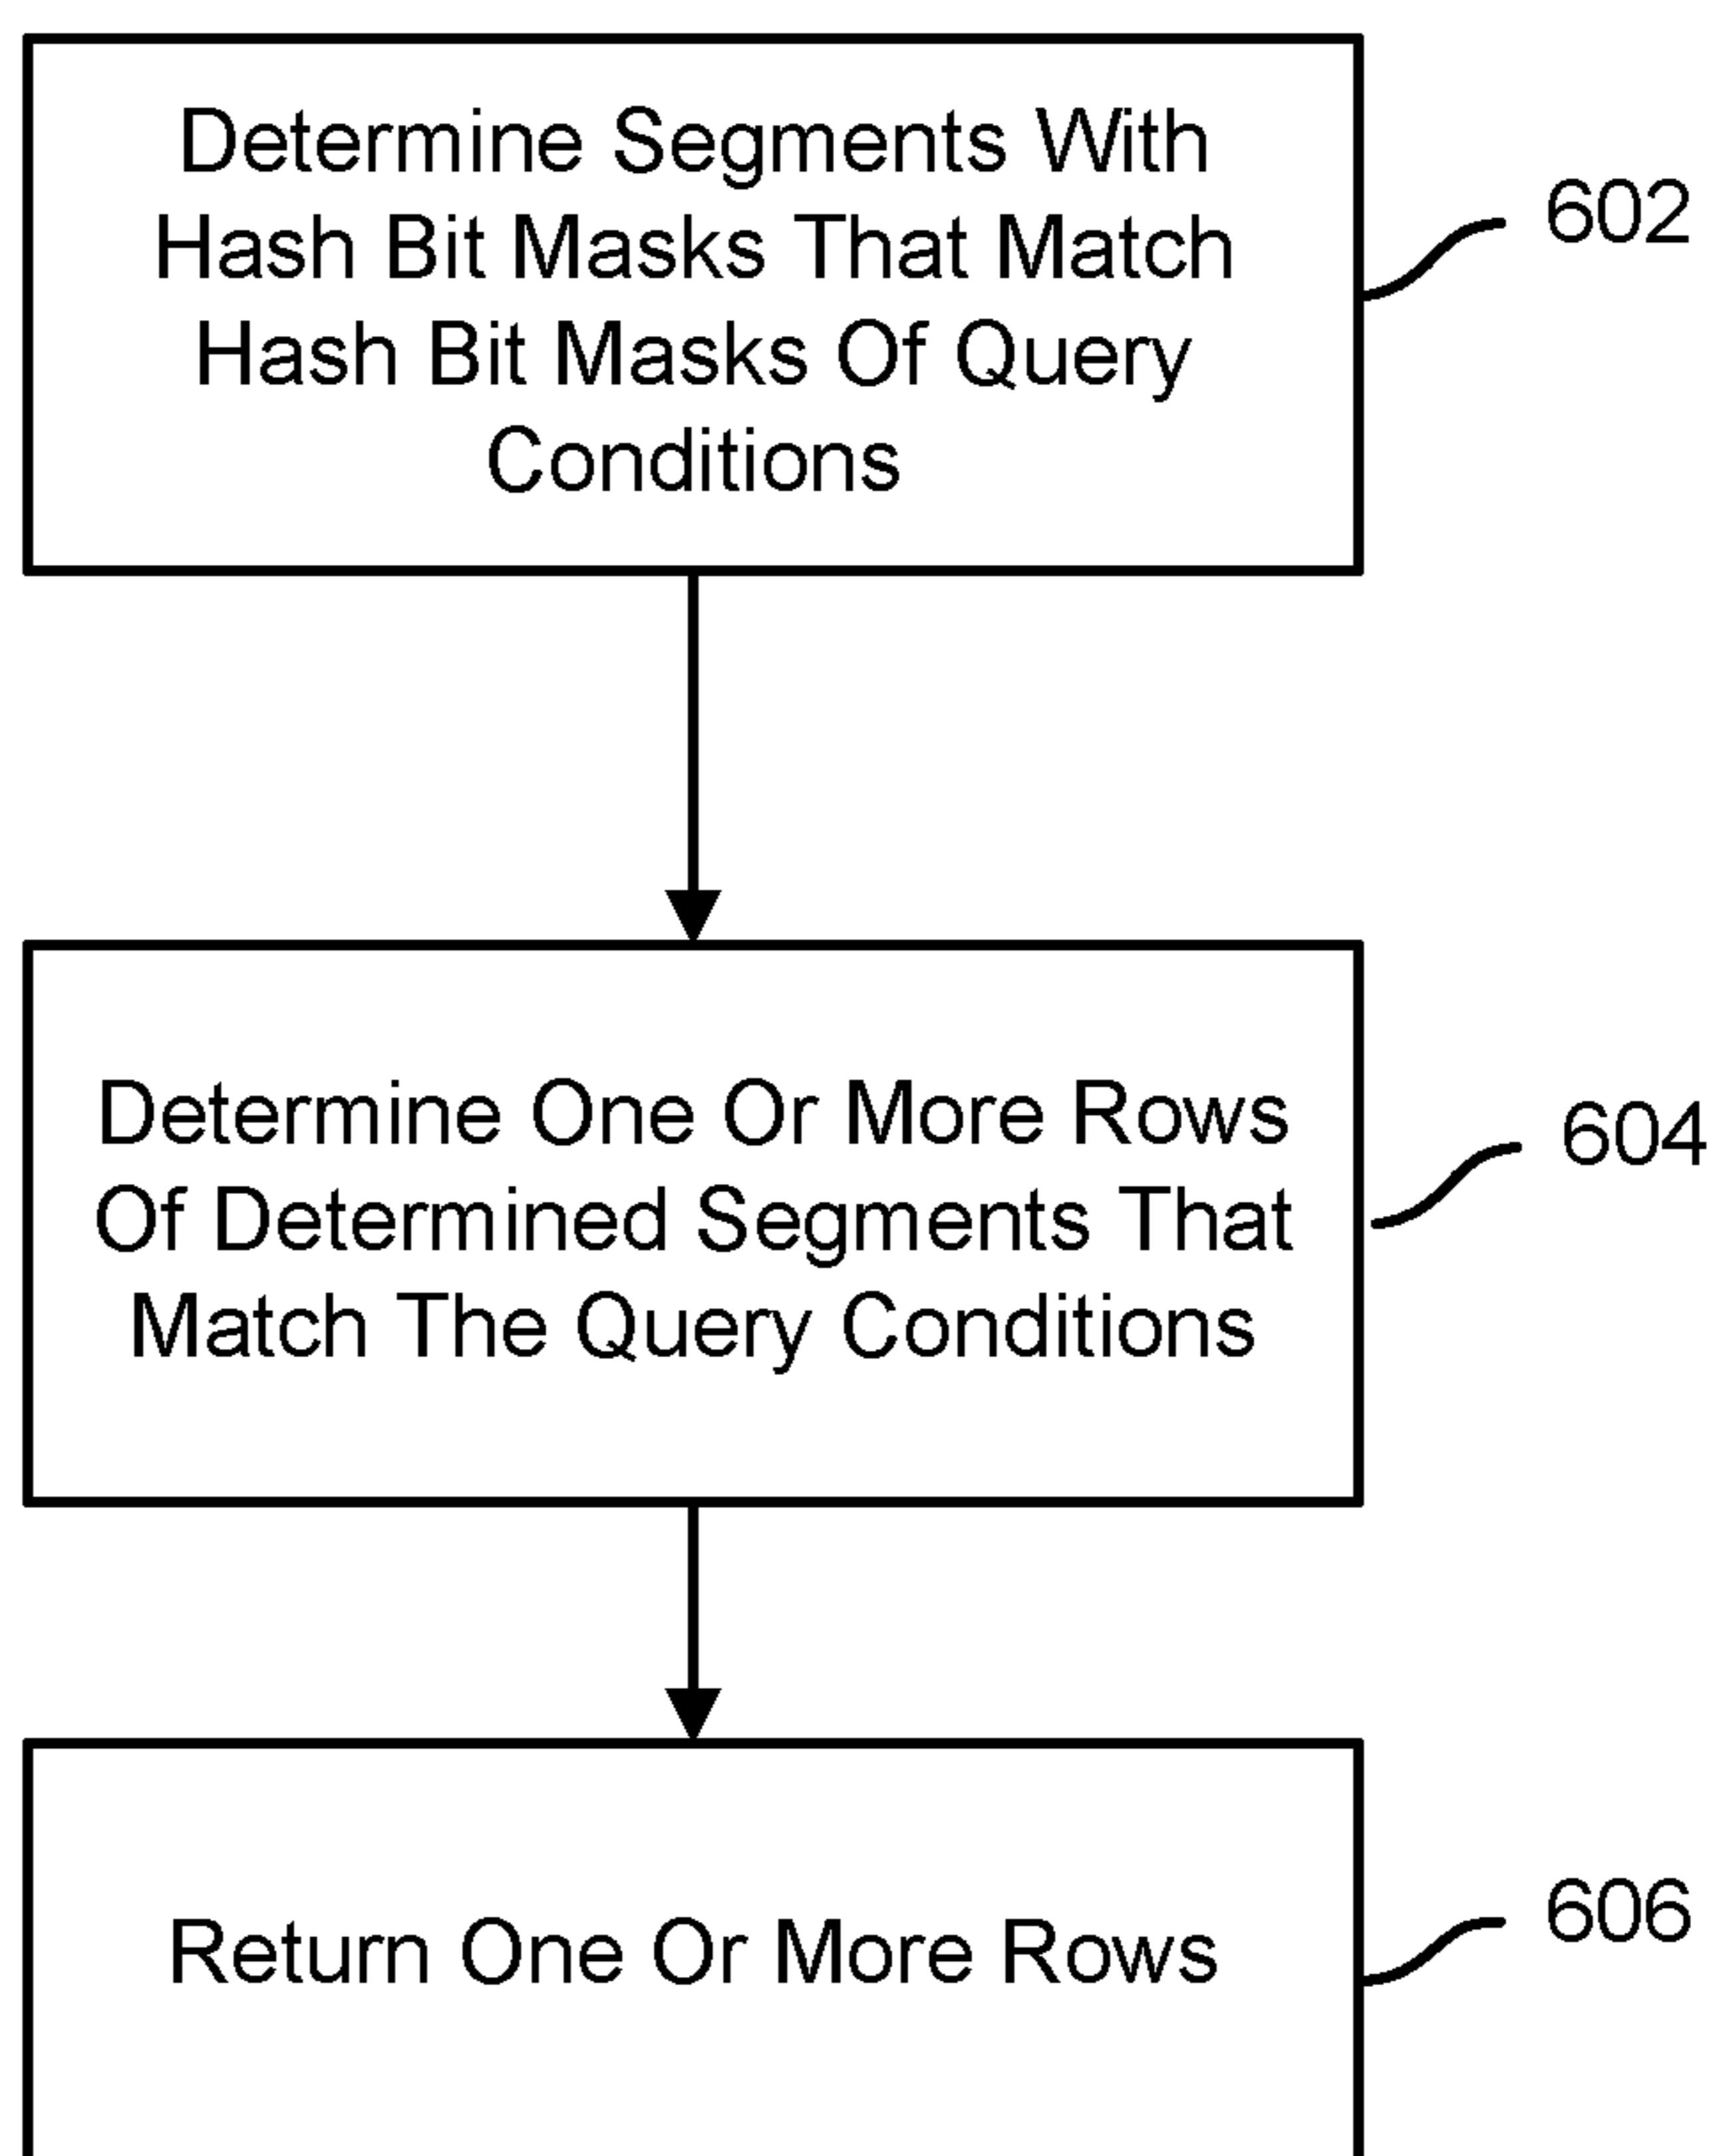 Determine Segments With
Hash Bit Masks That Match
Hash Bit Masks Of Query
Conditions
602
Determine One Or More Rows
Of Determined Segments That
Match The Query Conditions
604
Return One Or More Rows
606